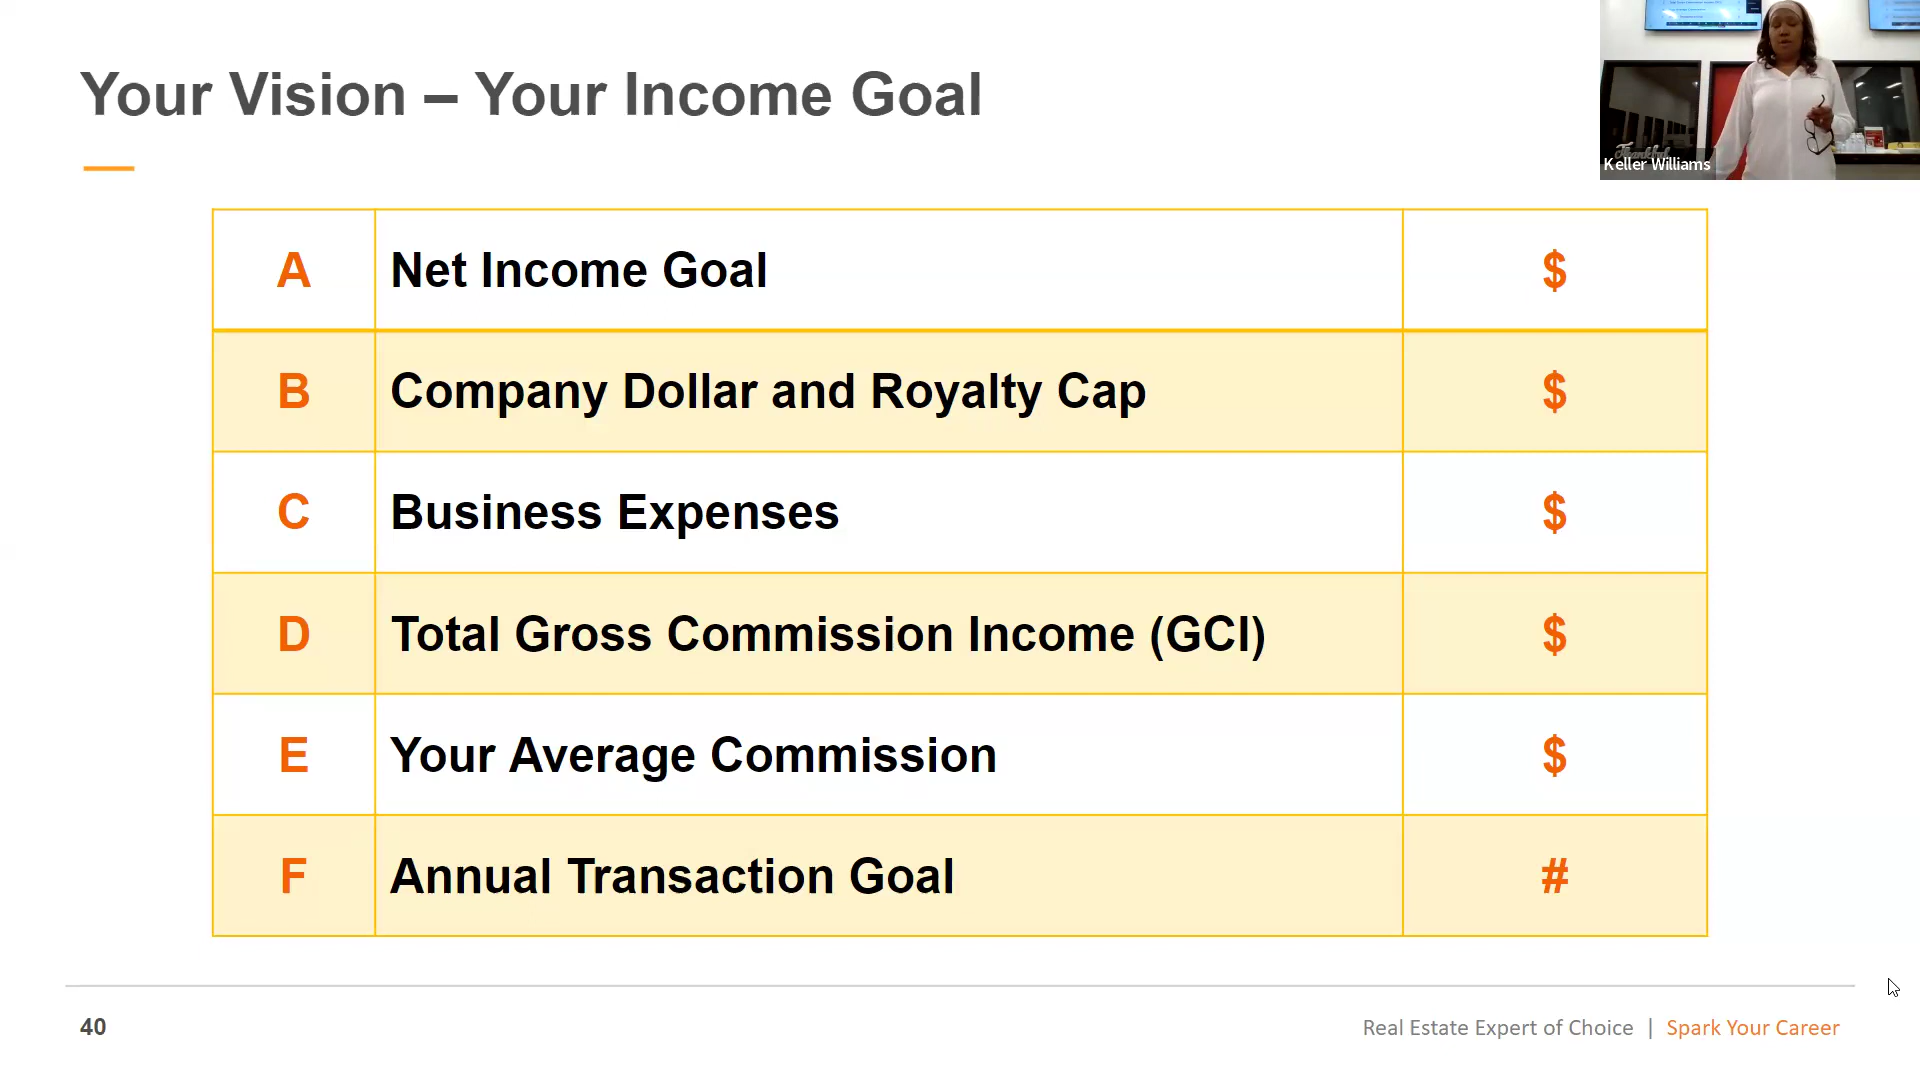 Your Vision – Your Income Goal
Thankful
Keller Williams
A Net Income Goal $
B Company Dollar and Royalty Cap $
C Business Expenses $
D Total Gross Commission Income (GCI) $
E Your Average Commission $
F Annual Transaction Goal #
40
Real Estate Expert of Choice | Spark Your Career